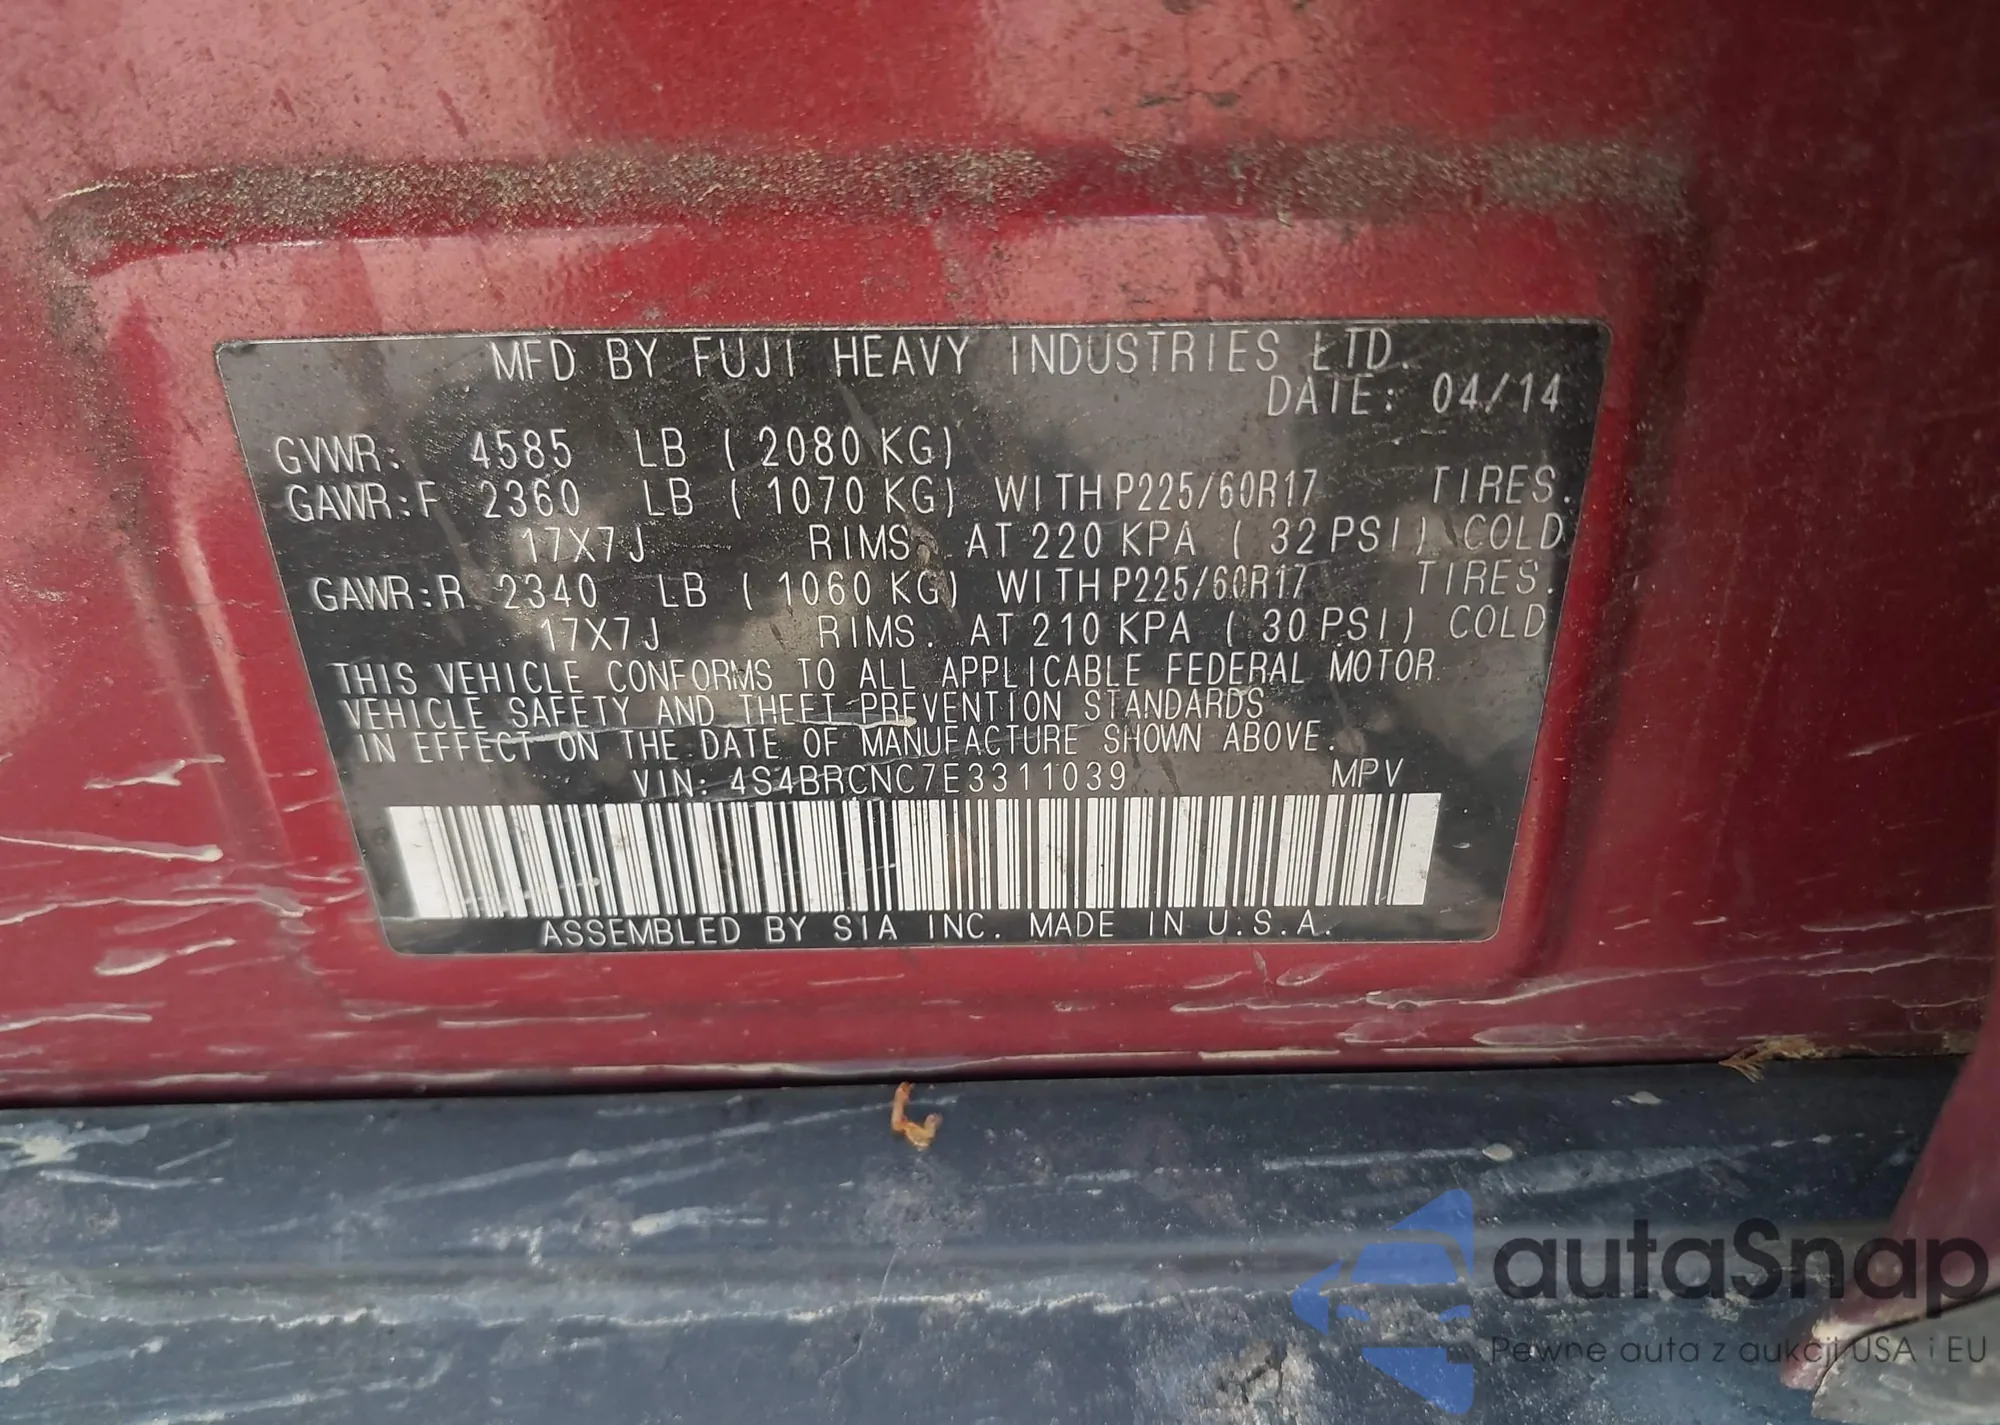 MFD BY FUJI HEAVY INDUSTRIES LTD.
DATE: 04/14
GVWR: 4585 LB (2080 KG)
GAWR:F 2360 LB (1070 KG) WITH P225/60R17 TIRES.
17X7J RIMS. AT 220 KPA (32 PSI) COLD
GAWR:R 2340 LB (1060 KG) WITH P225/60R17 TIRES.
17X7J RIMS. AT 210 KPA (30 PSI) COLD
THIS VEHICLE CONFORMS TO ALL APPLICABLE FEDERAL MOTOR
VEHICLE SAFETY AND THEFT PREVENTION STANDARDS
IN EFFECT ON THE DATE OF MANUFACTURE SHOWN ABOVE.
VIN: 4S4BRCNC7E3311039 MPV
ASSEMBLED BY SIA INC. MADE IN U.S.A.
autaSnap
Pewne auta z aukcji USA i EU